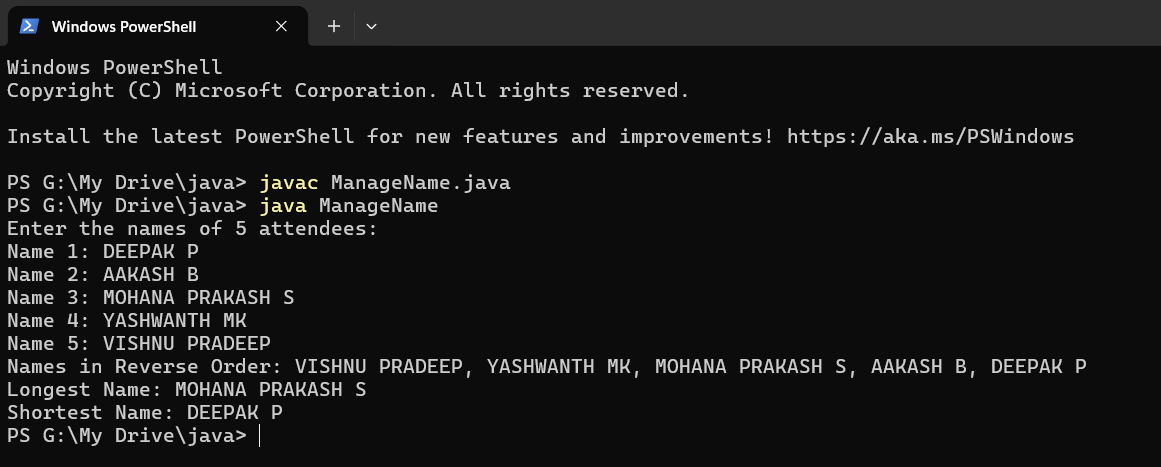 Windows PowerShell
Windows PowerShell
Copyright (C) Microsoft Corporation. All rights reserved.
Install the latest PowerShell for new features and improvements! https://aka.ms/PSWindows
PS G:\My Drive\java> javac ManageName.java
PS G:\My Drive\java> java ManageName
Enter the names of 5 attendees:
Name 1: DEEPAK P
Name 2: AAKASH B
Name 3: MOHANA PRAKASH S
Name 4: YASHWANTH MK
Name 5: VISHNU PRADEEP
Names in Reverse Order: VISHNU PRADEEP, YASHWANTH MK, MOHANA PRAKASH S, AAKASH B, DEEPAK P
Longest Name: MOHANA PRAKASH S
Shortest Name: DEEPAK P
PS G:\My Drive\java>